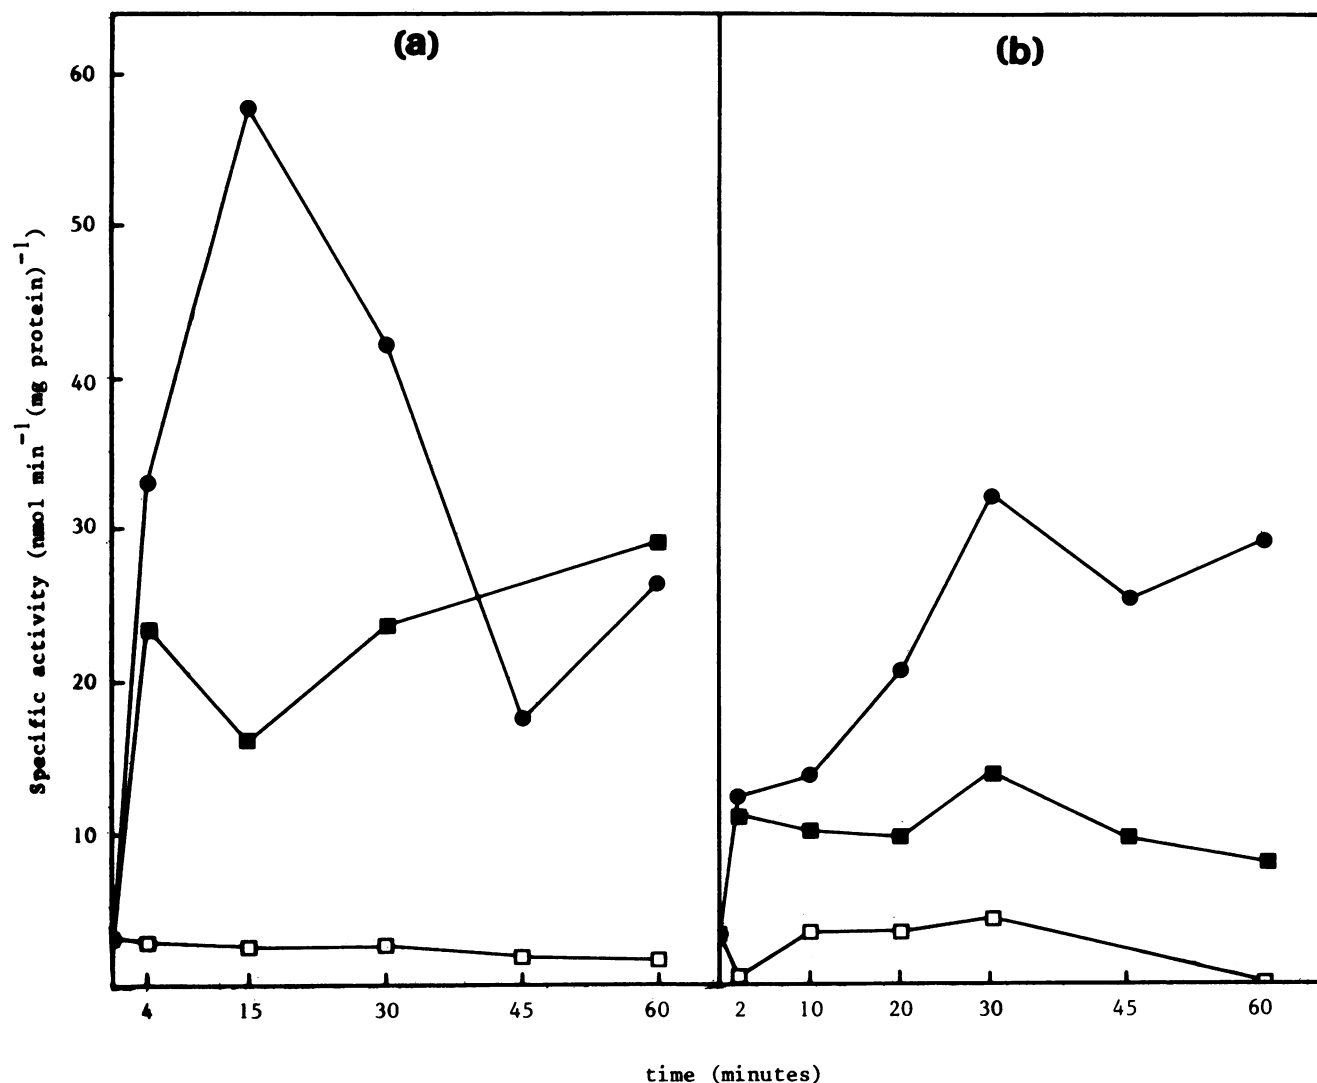 (a)
(b)
60
50
40
30
20
10
Specific activity (nmol min⁻¹(mg protein)⁻¹)
4 15 30 45 60
2 10 20 30 45 60
time (minutes)